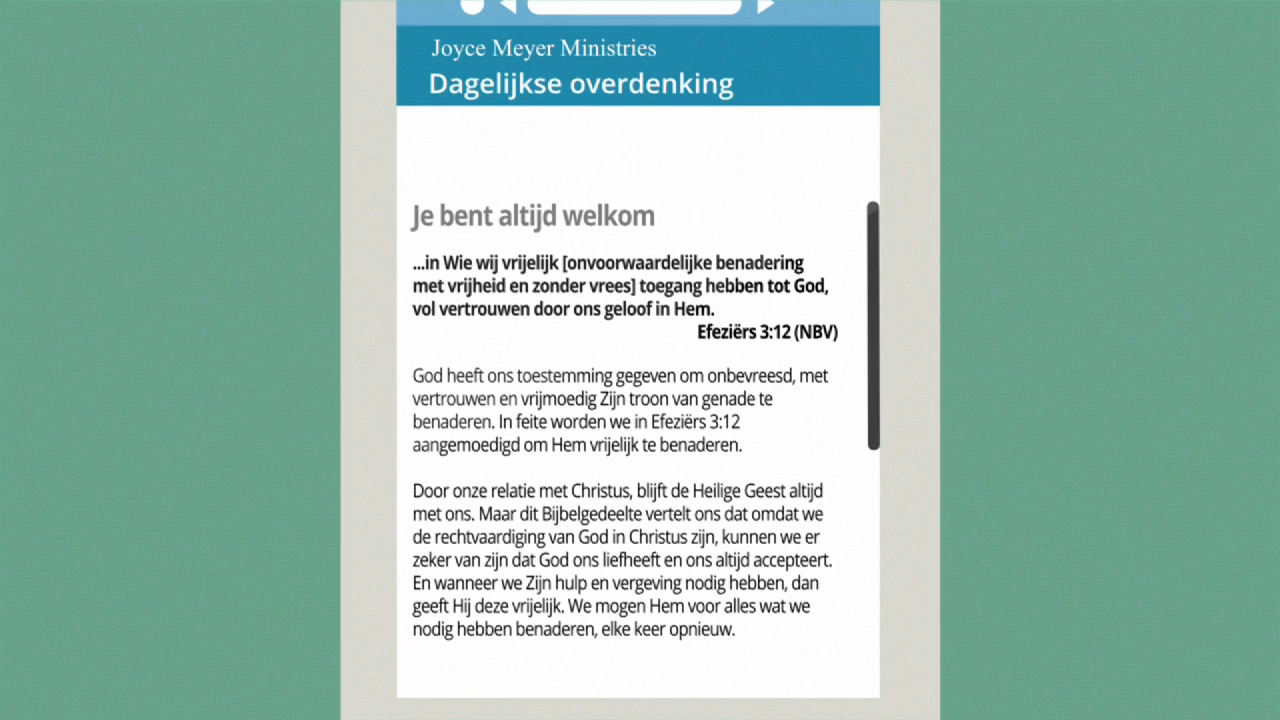 Joyce Meyer Ministries
Dagelijkse overdenking
Je bent altijd welkom
...in Wie wij vrijelijk [onvoorwaardelijke benadering
met vrijheid en zonder vrees] toegang hebben tot God,
vol vertrouwen door ons geloof in Hem.
Efeziërs 3:12 (NBV)
God heeft ons toestemming gegeven om onbevreesd, met
vertrouwen en vrijmoedig Zijn troon van genade te
benaderen. In feite worden we in Efeziërs 3:12
aangemoedigd om Hem vrijelijk te benaderen.
Door onze relatie met Christus, blijft de Heilige Geest altijd
met ons. Maar dit Bijbelgedeelte vertelt ons dat omdat we
de rechtvaardiging van God in Christus zijn, kunnen we er
zeker van zijn dat God ons liefheeft en ons altijd accepteert.
En wanneer we Zijn hulp en vergeving nodig hebben, dan
geeft Hij deze vrijelijk. We mogen Hem voor alles wat we
nodig hebben benaderen, elke keer opnieuw.